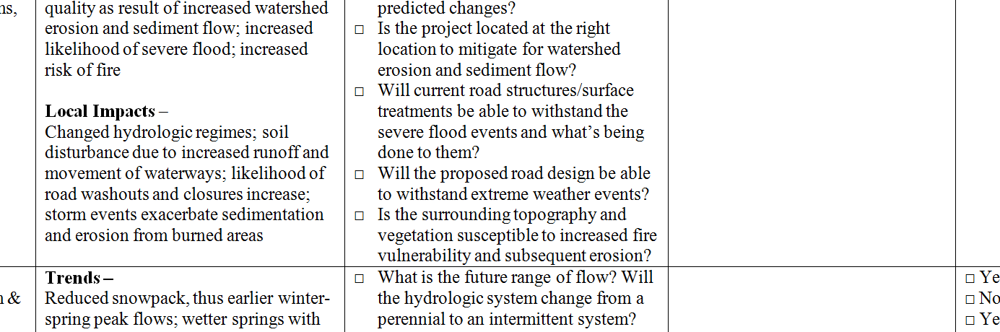 quality as result of increased watershed
erosion and sediment flow; increased
likelihood of severe flood; increased
risk of fire
Local Impacts –
Changed hydrologic regimes; soil
disturbance due to increased runoff and
movement of waterways; likelihood of
road washouts and closures increase;
storm events exacerbate sedimentation
and erosion from burned areas
predicted changes?
□ Is the project located at the right
location to mitigate for watershed
erosion and sediment flow?
□ Will current road structures/surface
treatments be able to withstand the
severe flood events and what’s being
done to them?
□ Will the proposed road design be able
to withstand extreme weather events?
□ Is the surrounding topography and
vegetation susceptible to increased fire
vulnerability and subsequent erosion?
&
Trends –
Reduced snowpack, thus earlier winter-
spring peak flows; wetter springs with
□ What is the future range of flow? Will
the hydrologic system change from a
perennial to an intermittent system?
□ Ye
□ No
□ Ye